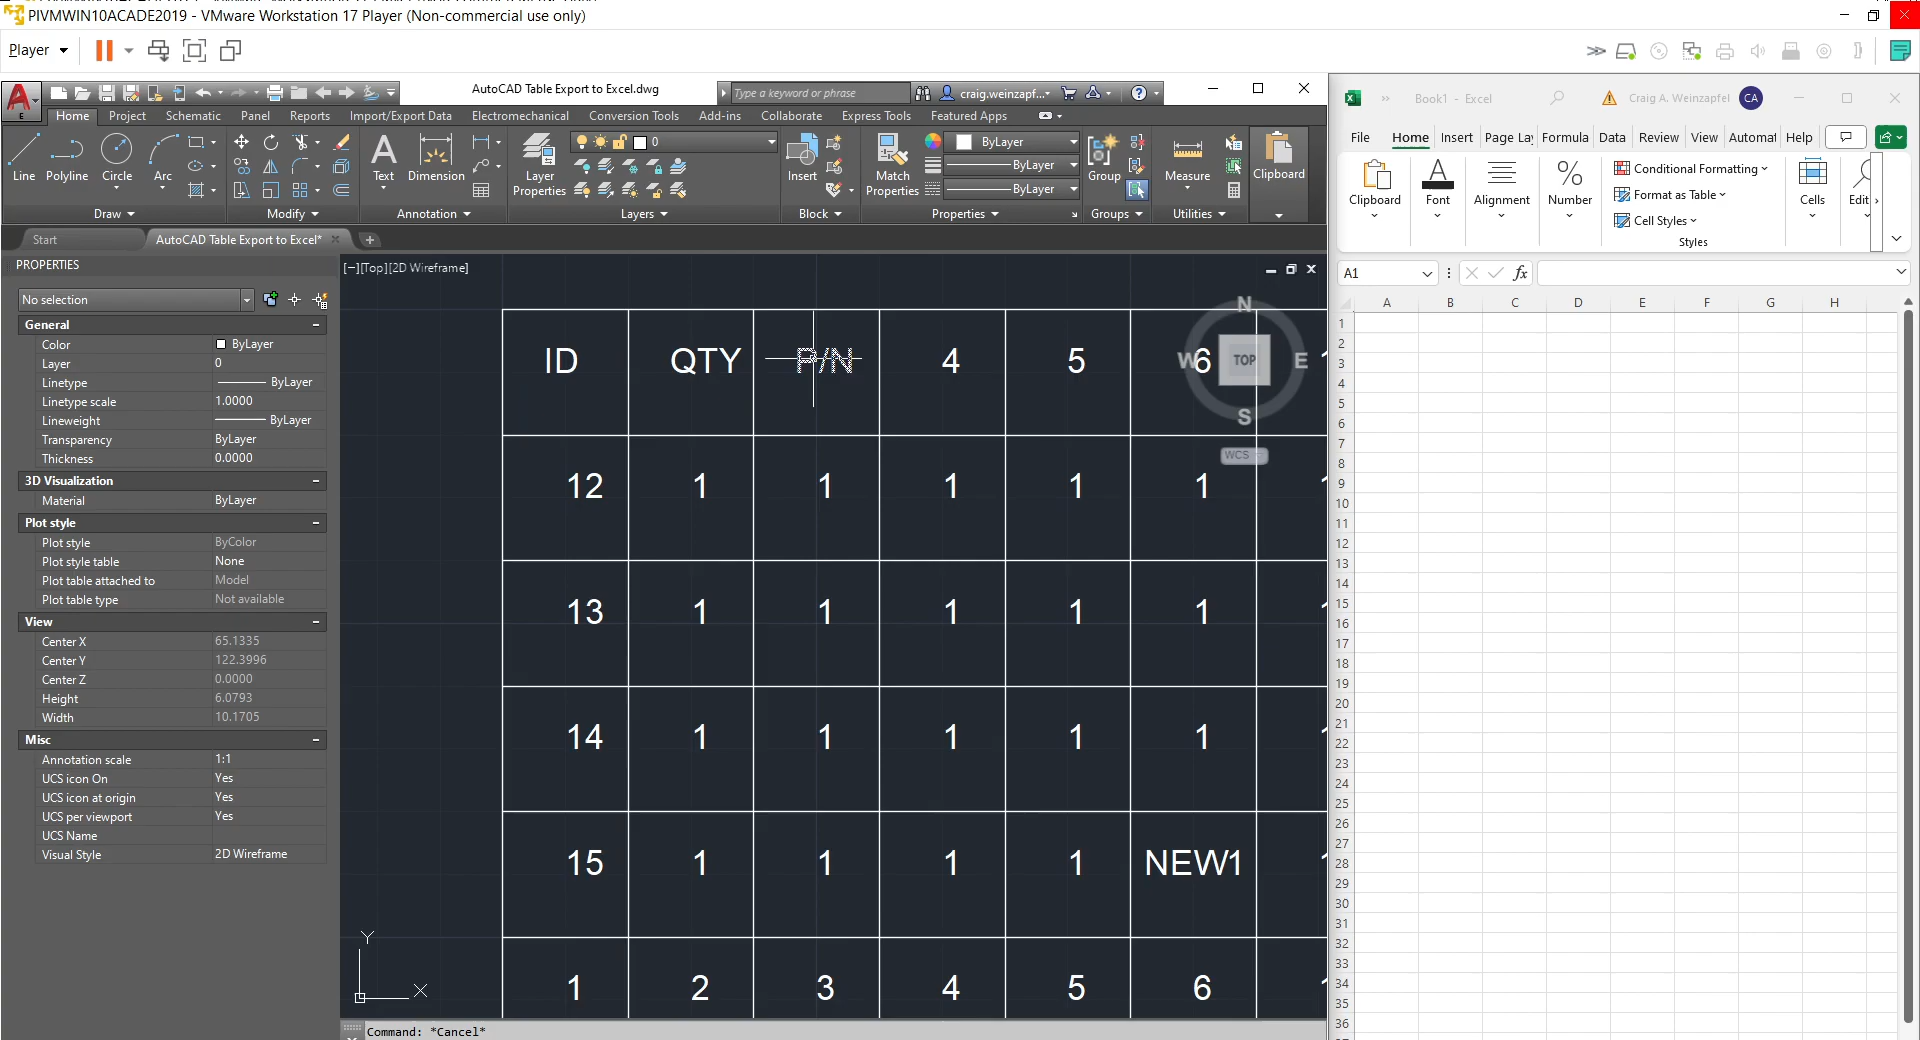 PIVMWIN10ACADE2019 - VMware Workstation 17 Player (Non-commercial use only)
Player
AutoCAD Table Export to Excel.dwg
Type a keyword or phrase
craig.weinzapf...
Home Project Schematic Panel Reports Import/Export Data Electromechanical Conversion Tools Add-ins Collaborate Express Tools Featured Apps
Line Polyline Circle Arc
Text Dimension
Layer Properties
0
Insert
Match Properties
ByLayer
ByLayer
ByLayer
Group
Measure
Clipboard
Draw Modify Annotation Layers Block Properties Groups Utilities
Start
AutoCAD Table Export to Excel*
PROPERTIES
No selection
General
Color ByLayer
Layer 0
Linetype ByLayer
Linetype scale 1.0000
Lineweight ByLayer
Transparency ByLayer
Thickness 0.0000
3D Visualization
Material ByLayer
Plot style
Plot style ByColor
Plot style table None
Plot table attached to Model
Plot table type Not available
View
Center X 65.1335
Center Y 122.3996
Center Z 0.0000
Height 6.0793
Width 10.1705
Misc
Annotation scale 1:1
UCS icon On Yes
UCS icon at origin Yes
UCS per viewport Yes
UCS Name
Visual Style 2D Wireframe
[−][Top][2D Wireframe]
N
W TOP E
S
WCS
ID QTY P/N 4 5 6
12 1 1 1 1 1
13 1 1 1 1 1
14 1 1 1 1 1
15 1 1 1 1 NEW1
1 2 3 4 5 6
Y
X
Command: *Cancel*
Book1 - Excel
Craig A. Weinzapfel CA
File Home Insert Page La Formula Data Review View Automat Help
Clipboard
Font
Alignment
Number
Conditional Formatting
Format as Table
Cell Styles
Styles
Cells
Edit
A1
fx
A B C D E F G H
1
2
3
4
5
6
7
8
9
10
11
12
13
14
15
16
17
18
19
20
21
22
23
24
25
26
27
28
29
30
31
32
33
34
35
36